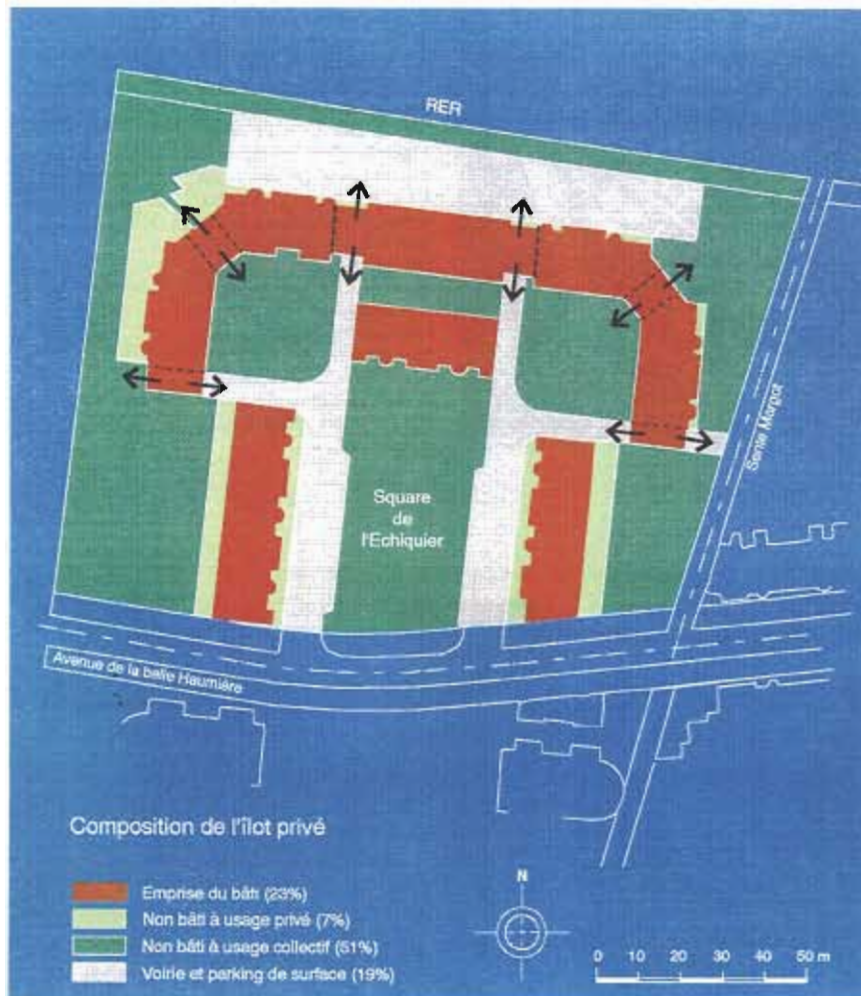 RER
Sente Margot
Square
de
l'Echiquier
Avenue de la belle Haumière
Composition de l'îlot privé
Emprise du bâti (23%)
Non bâti à usage privé (7%)
Non bâti à usage collectif (51%)
Voirie et parking de surface (19%)
N
0 10 20 30 40 50 m